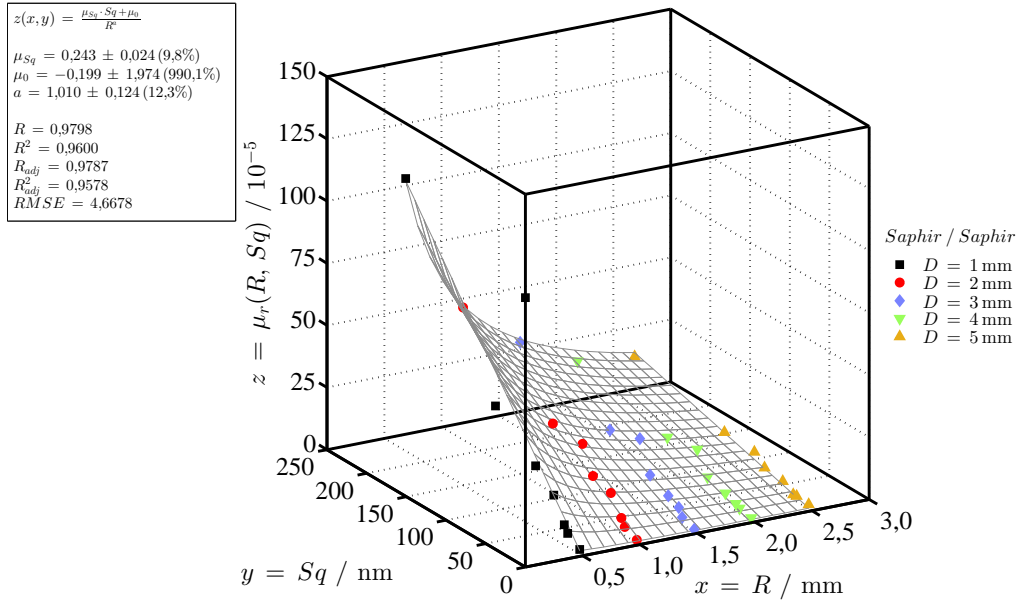 z(x,y) = μ_Sq·Sq+μ_0 / R^a
μ_Sq = 0,243 ± 0,024 (9,8%)
μ_0 = −0,199 ± 1,974 (990,1%)
a = 1,010 ± 0,124 (12,3%)
R = 0,9798
R² = 0,9600
R_adj = 0,9787
R²_adj = 0,9578
RMSE = 4,6678
z = μ_r(R, Sq) / 10^−5
150
125
100
75
50
25
0
250
200
150
100
50
0
y = Sq / nm
0,5
1,0
1,5
2,0
2,5
3,0
x = R / mm
Saphir / Saphir
D = 1 mm
D = 2 mm
D = 3 mm
D = 4 mm
D = 5 mm